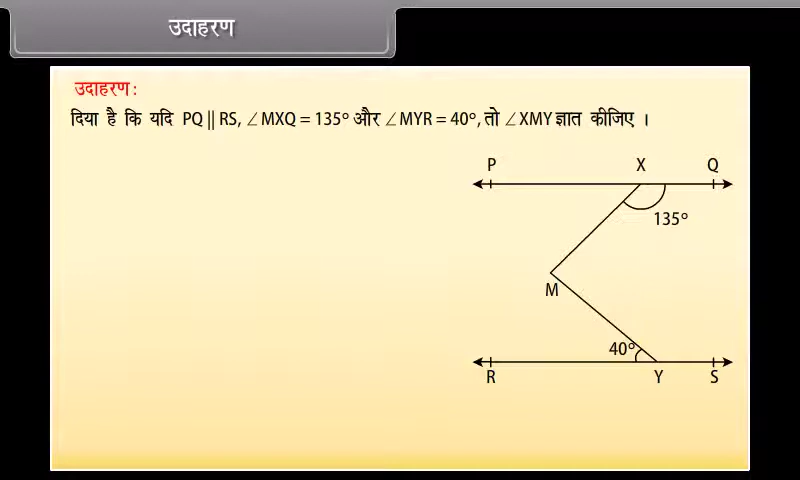 उदाहरण
उदाहरण:
दिया है कि यदि PQ || RS, ∠MXQ = 135° और ∠MYR = 40°, तो ∠XMY ज्ञात कीजिए ।
P X Q
135°
M
40°
R Y S